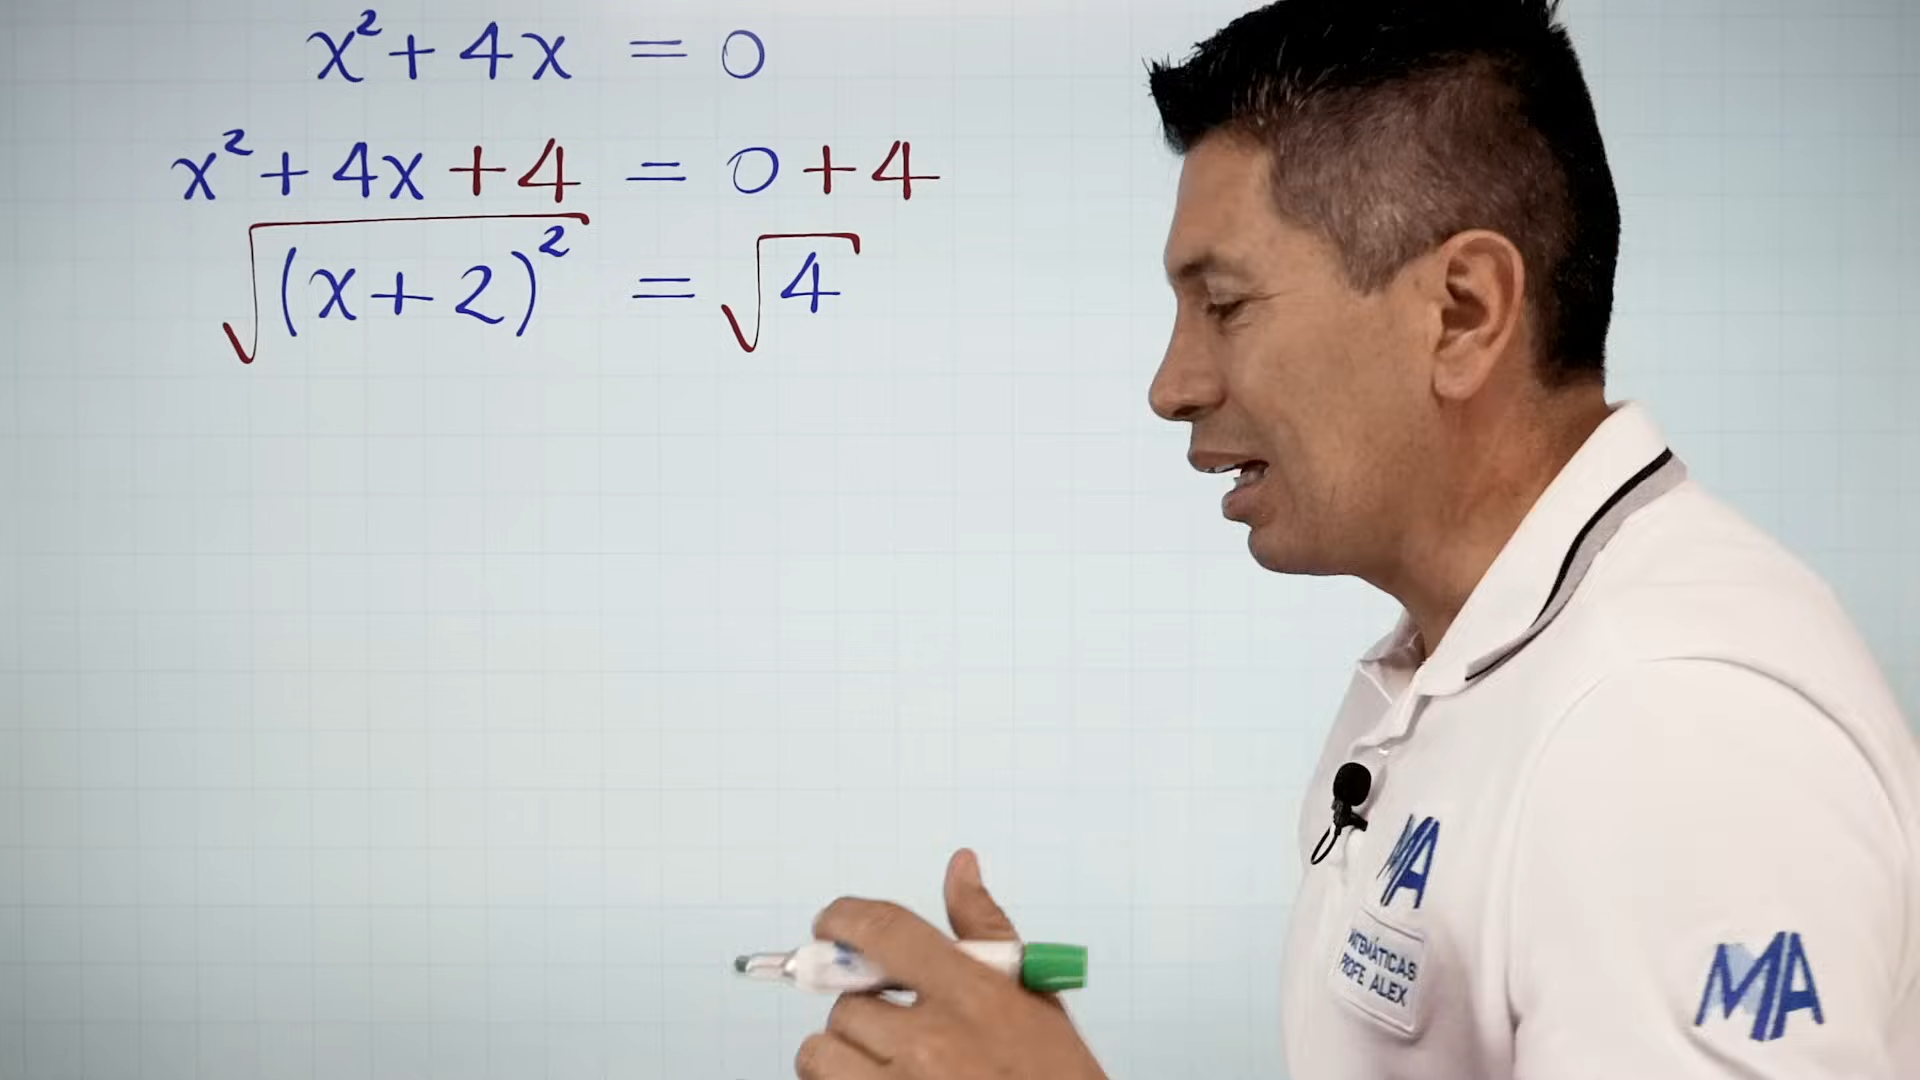 x² + 4x = 0
x² + 4x + 4 = 0 + 4
√(x + 2)² = √4
MA
MATEMÁTICAS
PROFE ALEX
MA